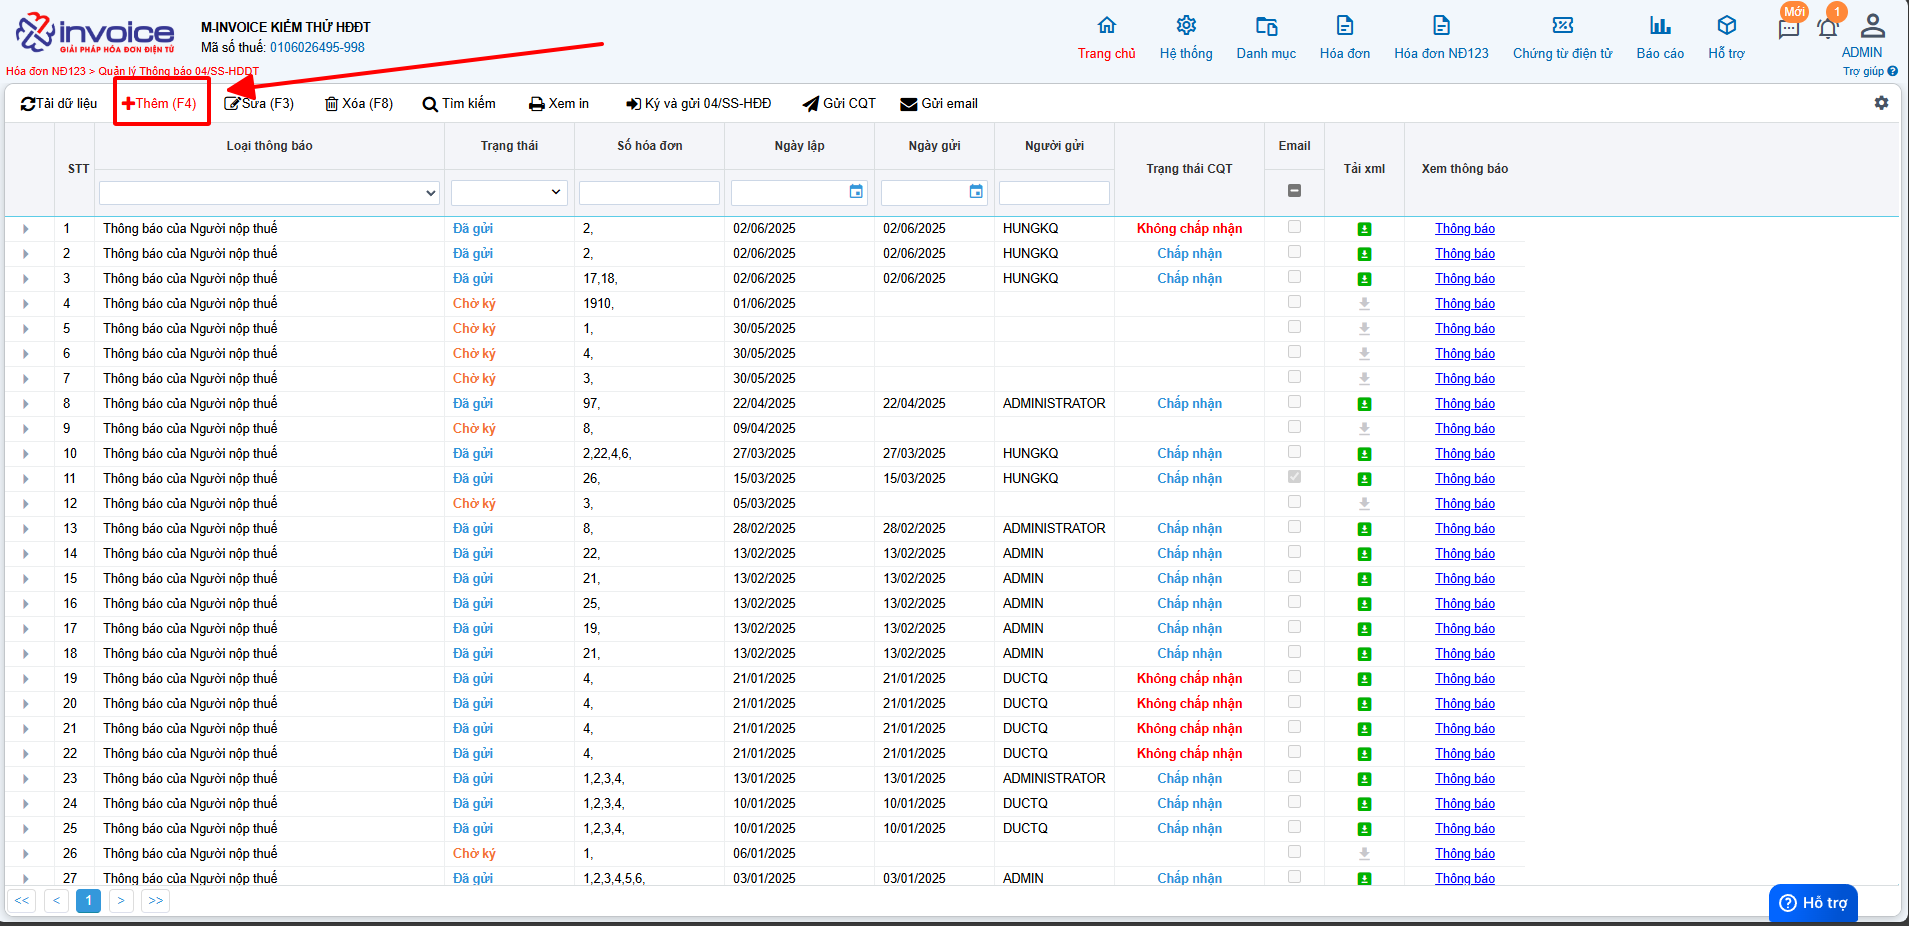 invoice
GIẢI PHÁP HÓA ĐƠN ĐIỆN TỬ
M-INVOICE KIỂM THỬ HĐĐT
Mã số thuế: 0106026495-998
Trang chủ Hệ thống Danh mục Hóa đơn Hóa đơn NĐ123 Chứng từ điện tử Báo cáo Hỗ trợ Mới 1 ADMIN
Hóa đơn NĐ123 > Quản lý Thông báo 04/SS-HDDT
Trợ giúp
Tải dữ liệu Thêm (F4) Sửa (F3) Xóa (F8) Tìm kiếm Xem in Ký và gửi 04/SS-HĐĐ Gửi CQT Gửi email
STT Loại thông báo Trạng thái Số hóa đơn Ngày lập Ngày gửi Người gửi Trạng thái CQT Email Tải xml Xem thông báo
1 Thông báo của Người nộp thuế Đã gửi 2, 02/06/2025 02/06/2025 HUNGKQ Không chấp nhận Thông báo
2 Thông báo của Người nộp thuế Đã gửi 2, 02/06/2025 02/06/2025 HUNGKQ Chấp nhận Thông báo
3 Thông báo của Người nộp thuế Đã gửi 17,18, 02/06/2025 02/06/2025 HUNGKQ Chấp nhận Thông báo
4 Thông báo của Người nộp thuế Chờ ký 1910, 01/06/2025 Thông báo
5 Thông báo của Người nộp thuế Chờ ký 1, 30/05/2025 Thông báo
6 Thông báo của Người nộp thuế Chờ ký 4, 30/05/2025 Thông báo
7 Thông báo của Người nộp thuế Chờ ký 3, 30/05/2025 Thông báo
8 Thông báo của Người nộp thuế Đã gửi 97, 22/04/2025 22/04/2025 ADMINISTRATOR Chấp nhận Thông báo
9 Thông báo của Người nộp thuế Chờ ký 8, 09/04/2025 Thông báo
10 Thông báo của Người nộp thuế Đã gửi 2,22,4,6, 27/03/2025 27/03/2025 HUNGKQ Chấp nhận Thông báo
11 Thông báo của Người nộp thuế Đã gửi 26, 15/03/2025 15/03/2025 HUNGKQ Chấp nhận Thông báo
12 Thông báo của Người nộp thuế Chờ ký 3, 05/03/2025 Thông báo
13 Thông báo của Người nộp thuế Đã gửi 8, 28/02/2025 28/02/2025 ADMINISTRATOR Chấp nhận Thông báo
14 Thông báo của Người nộp thuế Đã gửi 22, 13/02/2025 13/02/2025 ADMIN Chấp nhận Thông báo
15 Thông báo của Người nộp thuế Đã gửi 21, 13/02/2025 13/02/2025 ADMIN Chấp nhận Thông báo
16 Thông báo của Người nộp thuế Đã gửi 25, 13/02/2025 13/02/2025 ADMIN Chấp nhận Thông báo
17 Thông báo của Người nộp thuế Đã gửi 19, 13/02/2025 13/02/2025 ADMIN Chấp nhận Thông báo
18 Thông báo của Người nộp thuế Đã gửi 21, 13/02/2025 13/02/2025 ADMIN Chấp nhận Thông báo
19 Thông báo của Người nộp thuế Đã gửi 4, 21/01/2025 21/01/2025 DUCTQ Không chấp nhận Thông báo
20 Thông báo của Người nộp thuế Đã gửi 4, 21/01/2025 21/01/2025 DUCTQ Không chấp nhận Thông báo
21 Thông báo của Người nộp thuế Đã gửi 4, 21/01/2025 21/01/2025 DUCTQ Không chấp nhận Thông báo
22 Thông báo của Người nộp thuế Đã gửi 4, 21/01/2025 21/01/2025 DUCTQ Không chấp nhận Thông báo
23 Thông báo của Người nộp thuế Đã gửi 1,2,3,4, 13/01/2025 13/01/2025 ADMINISTRATOR Chấp nhận Thông báo
24 Thông báo của Người nộp thuế Đã gửi 1,2,3,4, 10/01/2025 10/01/2025 DUCTQ Chấp nhận Thông báo
25 Thông báo của Người nộp thuế Đã gửi 1,2,3,4, 10/01/2025 10/01/2025 DUCTQ Chấp nhận Thông báo
26 Thông báo của Người nộp thuế Chờ ký 1, 06/01/2025 Thông báo
27 Thông báo của Người nộp thuế Đã gửi 1,2,3,4,5,6, 03/01/2025 03/01/2025 ADMIN Chấp nhận Thông báo
<< < 1 > >>
Hỗ trợ